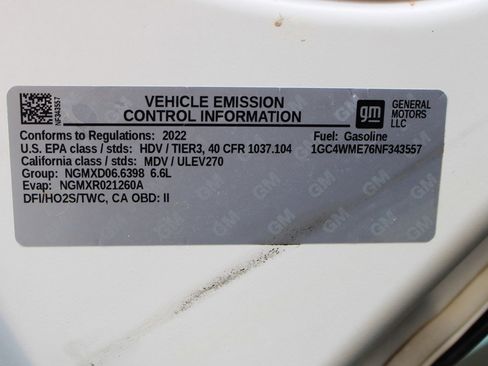 NF343557
VEHICLE EMISSION
CONTROL INFORMATION
gm
GENERAL
MOTORS
LLC
Conforms to Regulations: 2022
Fuel: Gasoline
U.S. EPA class / stds: HDV / TIER3, 40 CFR 1037.104
1GC4WME76NF343557
California class / stds: MDV / ULEV270
Group: NGMXD06.6398 6.6L
Evap: NGMXR021260A
DFI/HO2S/TWC, CA OBD: II